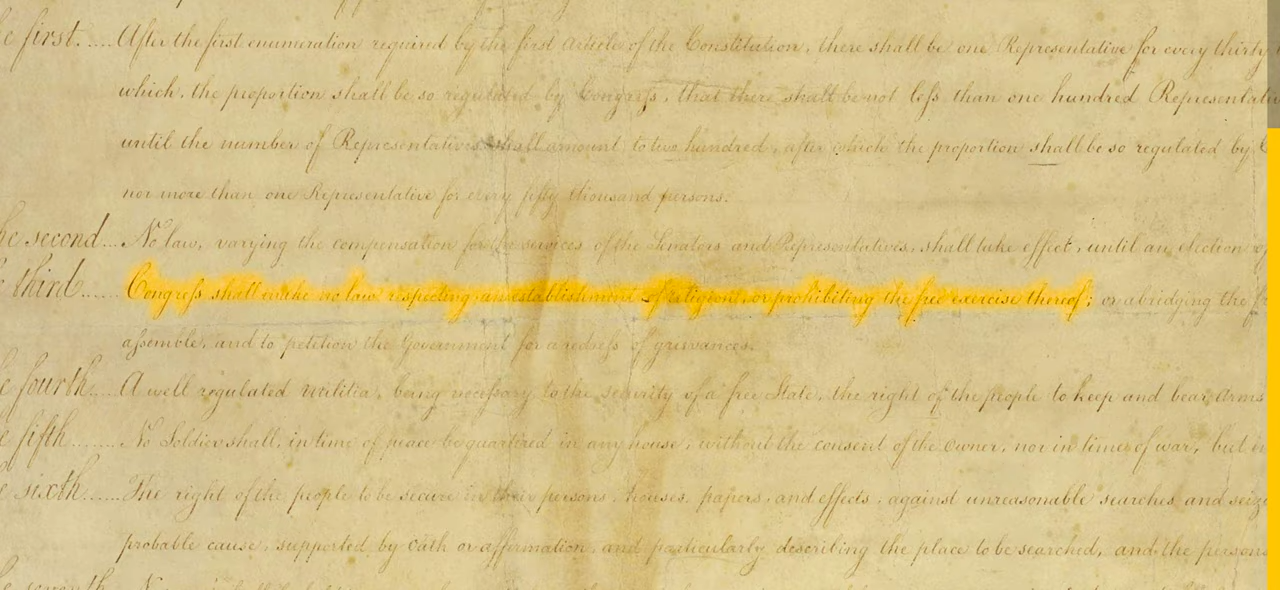 e first..... After the first enumeration required by the first Article of the Constitution, there shall be one Representative for every thirty
which, the proportion shall be so regulated by Congress, that there shall be not less than one hundred Representati
until the number of Representatives shall amount to two hundred, after which the proportion shall be so regulated by C
nor more than one Representative for every fifty thousand persons.
he second... No law, varying the compensation for the services of the Senators and Representatives, shall take effect, until an election of
e third...... Congress shall make no law respecting an establishment of religion, or prohibiting the free exercise thereof; or abridging the fr
assemble, and to petition the Government for a redress of grievances.
e fourth.... A well regulated militia, being necessary to the security of a free State, the right of the people to keep and bear Arms
e fifth....... No Soldier shall, in time of peace be quartered in any house, without the consent of the owner, nor in time of war, but in
e sixth...... The right of the people to be secure in their persons, houses, papers, and effects, against unreasonable searches and seiz
probable cause, supported by oath or affirmation, and particularly describing the place to be searched, and the persons